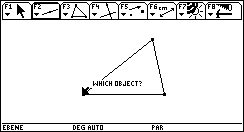 F1 F2 F3 F4 F5 F6 F7 F8
WHICH OBJECT?
EBENE DEG AUTO PAR